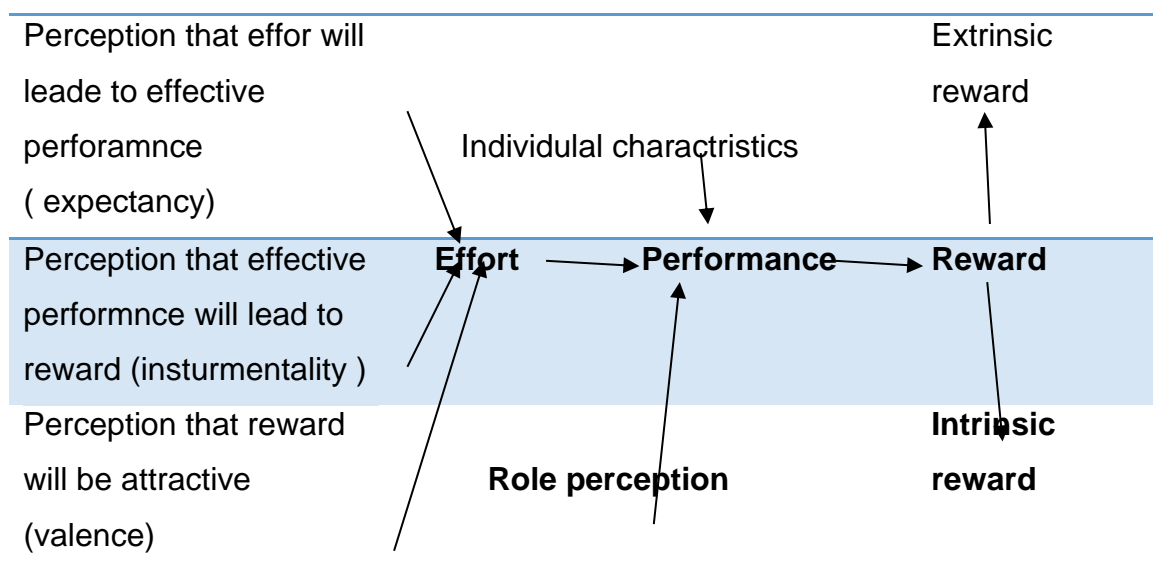 Perception that effor will
leade to effective
perforamnce
( expectancy)
Individulal charactristics
Extrinsic
reward
Perception that effective
performnce will lead to
reward (insturmentality )
Effort
Performance
Reward
Perception that reward
will be attractive
(valence)
Role perception
Intrinsic
reward